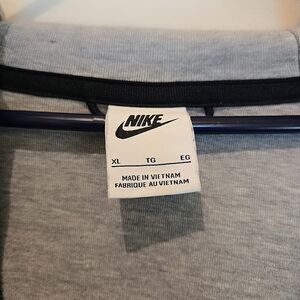 NIKE
XL TG EG
MADE IN VIETNAM
FABRIQUE AU VIETNAM